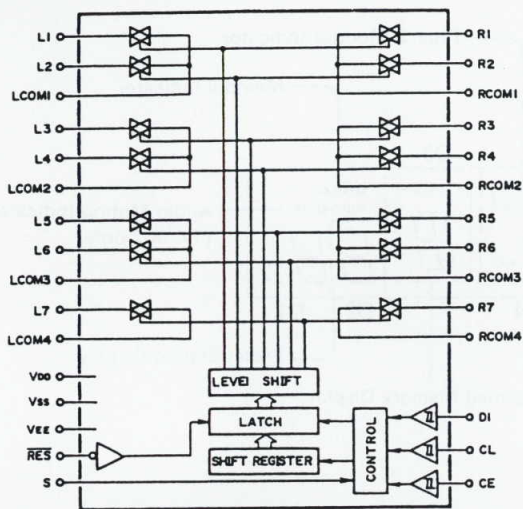 L1
L2
LCOM1
L3
L4
LCOM2
L5
L6
LCOM3
L7
LCOM4
VDD
VSS
VEE
RES
S
R1
R2
RCOM1
R3
R4
RCOM2
R5
R6
RCOM3
R7
RCOM4
DI
CL
CE
LEVEL SHIFT
LATCH
SHIFT REGISTER
CONTROL